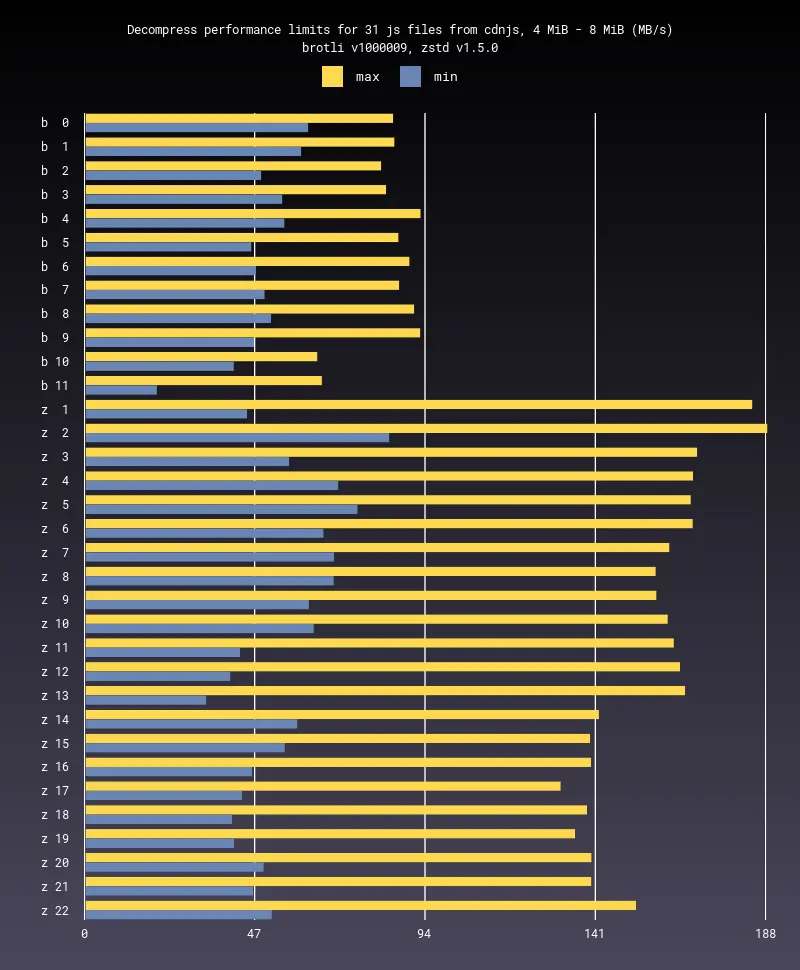 Decompress performance limits for 31 js files from cdnjs, 4 MiB - 8 MiB (MB/s)
brotli v1000009, zstd v1.5.0
max min
b 0
b 1
b 2
b 3
b 4
b 5
b 6
b 7
b 8
b 9
b 10
b 11
z 1
z 2
z 3
z 4
z 5
z 6
z 7
z 8
z 9
z 10
z 11
z 12
z 13
z 14
z 15
z 16
z 17
z 18
z 19
z 20
z 21
z 22
0 47 94 141 188